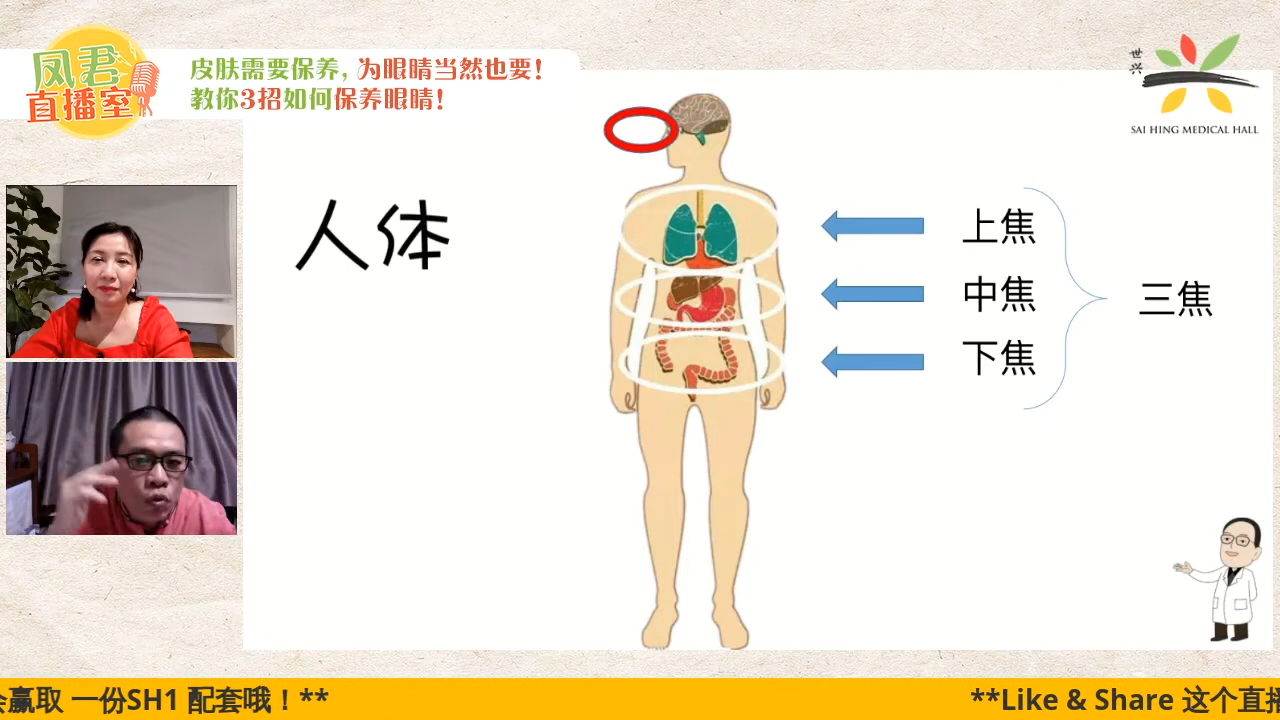 凤君
直播室
皮肤需要保养, 为眼睛当然也要!
教你3招如何保养眼睛!
世兴
SAI HING MEDICAL HALL
人体
上焦
中焦
下焦
三焦
赢取 一份SH1 配套哦！**
**Like & Share 这个直播